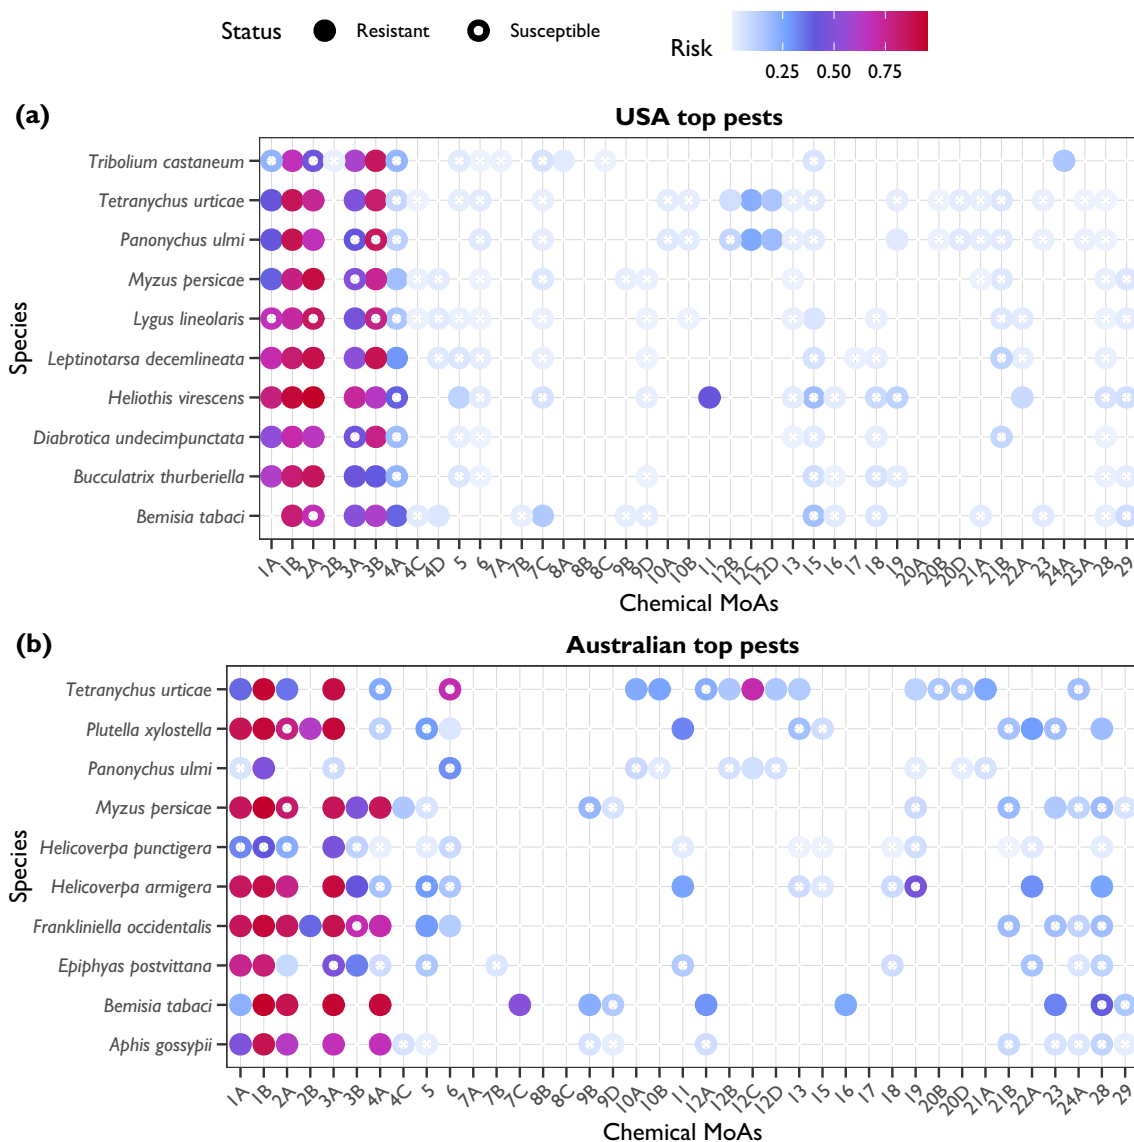 Status Resistant Susceptible
Risk
0.25 0.50 0.75
(a)
USA top pests
Species
Tribolium castaneum
Tetranychus urticae
Panonychus ulmi
Myzus persicae
Lygus lineolaris
Leptinotarsa decemlineata
Heliothis virescens
Diabrotica undecimpunctata
Bucculatrix thurberiella
Bemisia tabaci
1A 1B 2A 2B 3A 3B 4A 4C 4D 5 6 7A 7B 7C 8A 8B 8C 9B 9D 10A 10B 11 12B 12C 12D 13 15 16 17 18 19 20A 20B 20D 21A 21B 22A 23 24A 25A 28 29
Chemical MoAs
(b)
Australian top pests
Species
Tetranychus urticae
Plutella xylostella
Panonychus ulmi
Myzus persicae
Helicoverpa punctigera
Helicoverpa armigera
Frankliniella occidentalis
Epiphyas postvittana
Bemisia tabaci
Aphis gossypii
1A 1B 2A 2B 3A 3B 4A 4C 5 6 7A 7B 7C 8B 8C 9B 9D 10A 10B 11 12A 12B 12C 12D 13 15 16 17 18 19 20B 20D 21A 21B 22A 23 24A 28 29
Chemical MoAs